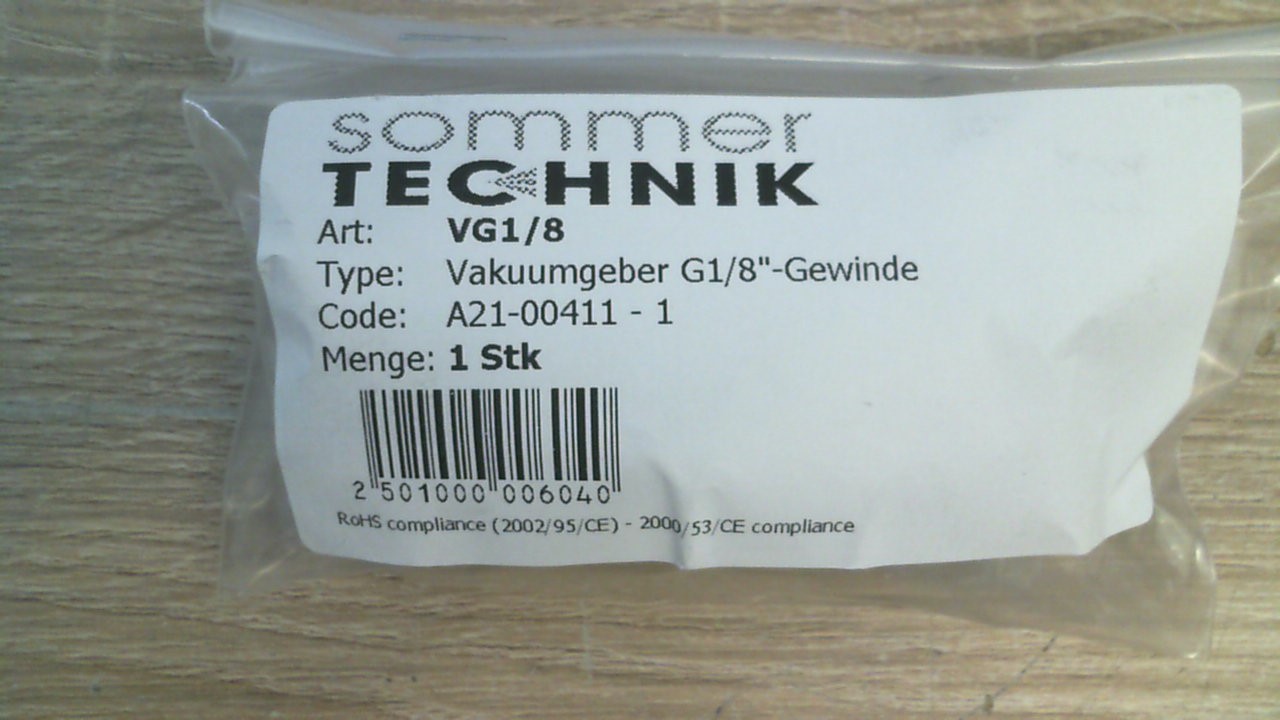 sommer
TECHNIK
Art: VG1/8
Type: Vakuumgeber G1/8"-Gewinde
Code: A21-00411 - 1
Menge: 1 Stk
2 501000 006040
RoHS compliance (2002/95/CE) - 2000/53/CE compliance